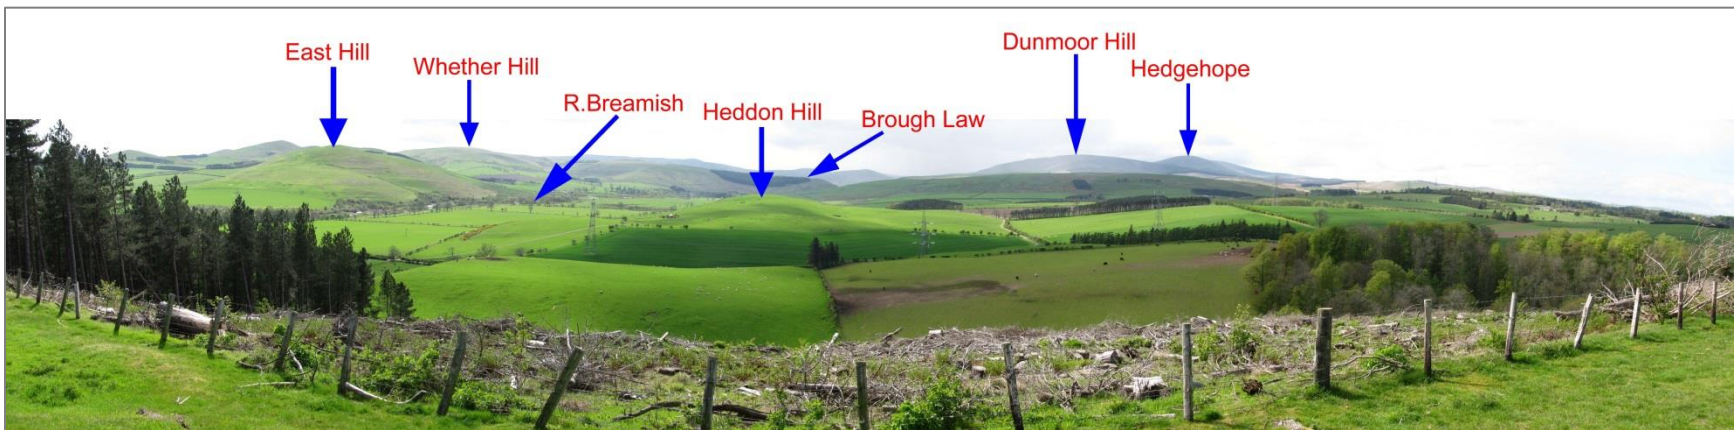 East Hill
Whether Hill
R.Breamish
Heddon Hill
Brough Law
Dunmoor Hill
Hedgehope